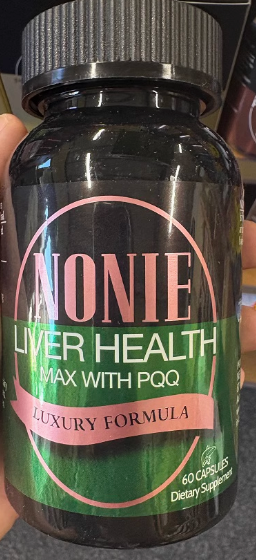 NONIE
LIVER HEALTH
MAX WITH PQQ
LUXURY FORMULA
60 CAPSULES
Dietary Supplement